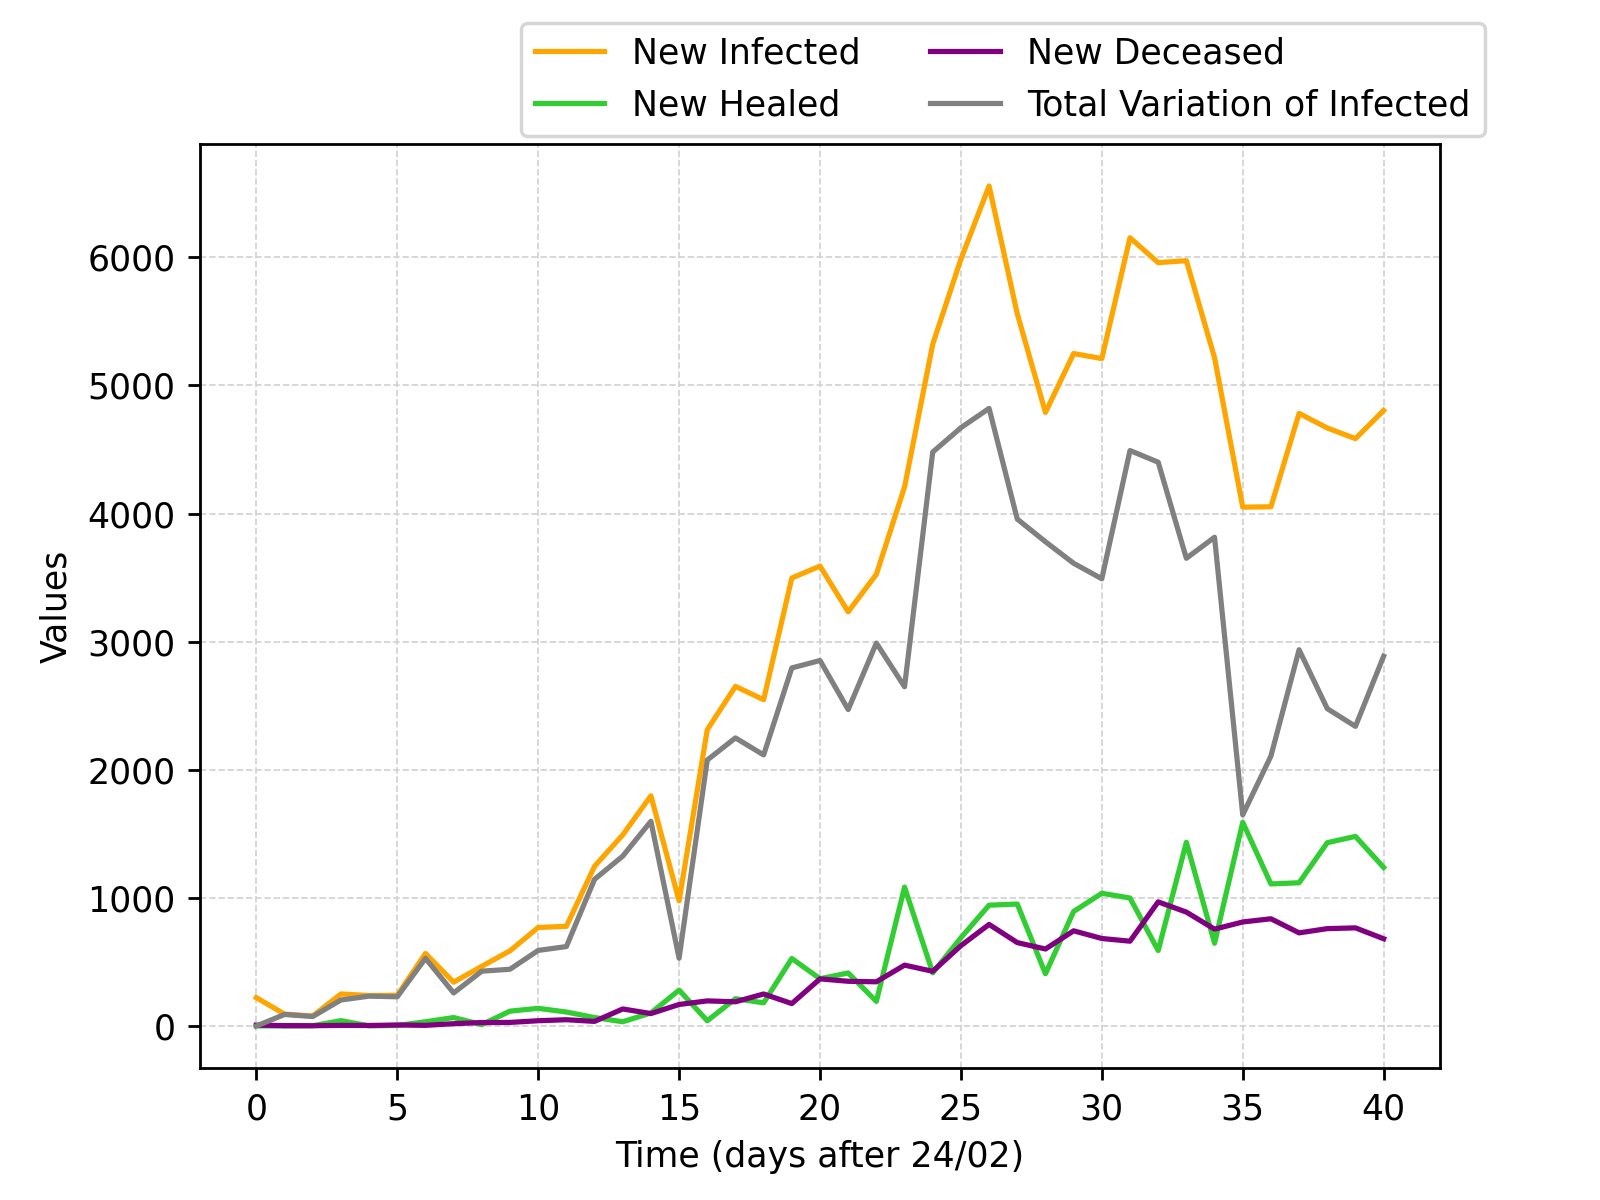 New Infected
New Healed
New Deceased
Total Variation of Infected
6000
5000
4000
3000
2000
1000
0
Values
0 5 10 15 20 25 30 35 40
Time (days after 24/02)